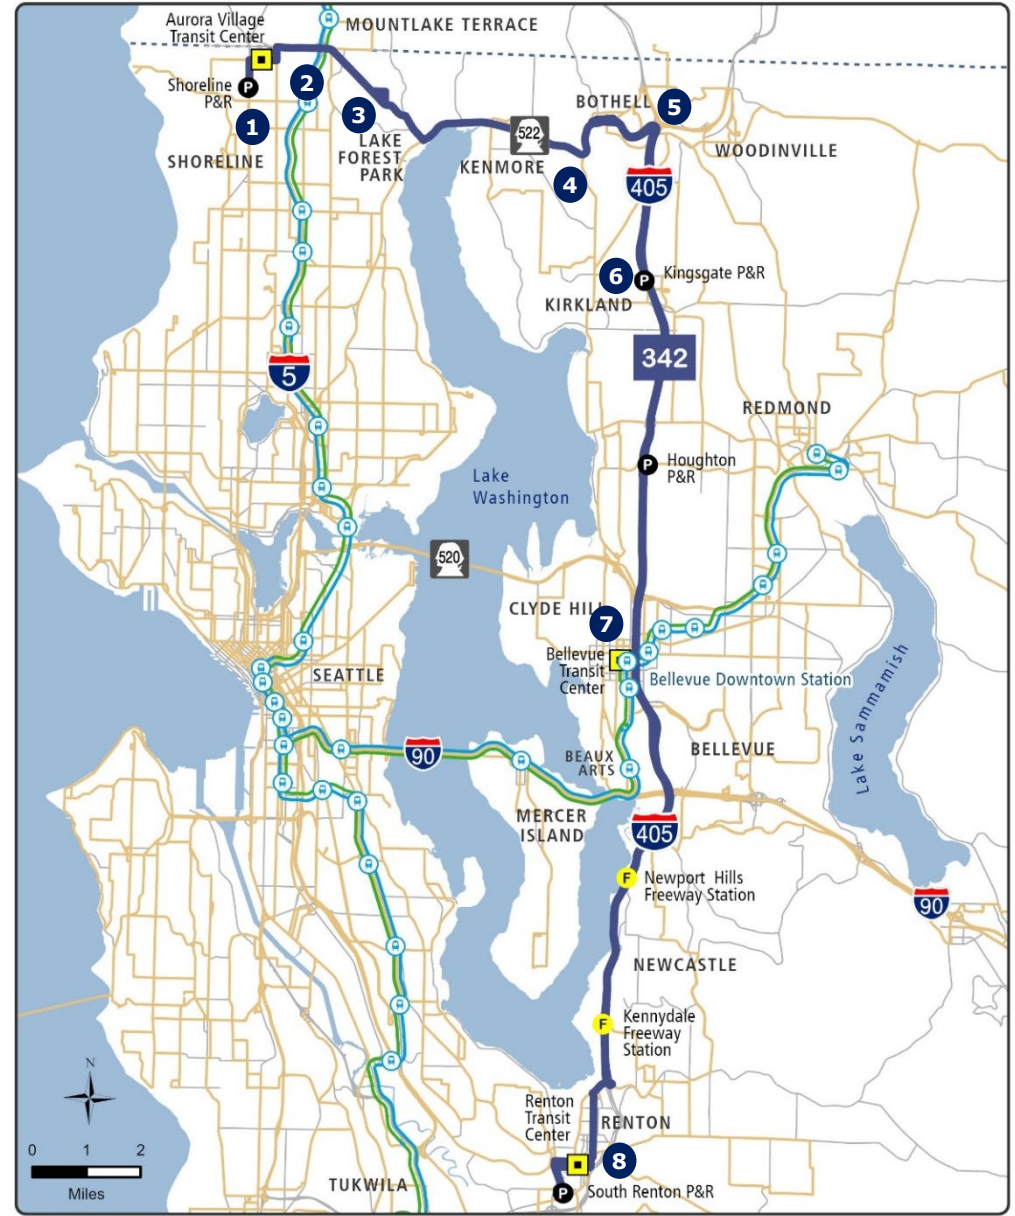 MOUNTLAKE TERRACE
Aurora Village
Transit Center
Shoreline
P&R
P
1
2
3
SHORELINE
LAKE
FOREST
PARK
KENMORE
522
4
BOTHELL
5
WOODINVILLE
405
6
P
Kingsgate P&R
KIRKLAND
342
5
REDMOND
P
Houghton
P&R
Lake
Washington
520
CLYDE HILL
7
Bellevue
Transit
Center
Bellevue Downtown Station
SEATTLE
Lake Sammamish
90
BEAUX
ARTS
BELLEVUE
MERCER
ISLAND
405
F
Newport Hills
Freeway Station
90
NEWCASTLE
F
Kennydale
Freeway
Station
N
Renton
Transit
Center
RENTON
8
P
South Renton P&R
TUKWILA
0 1 2
Miles